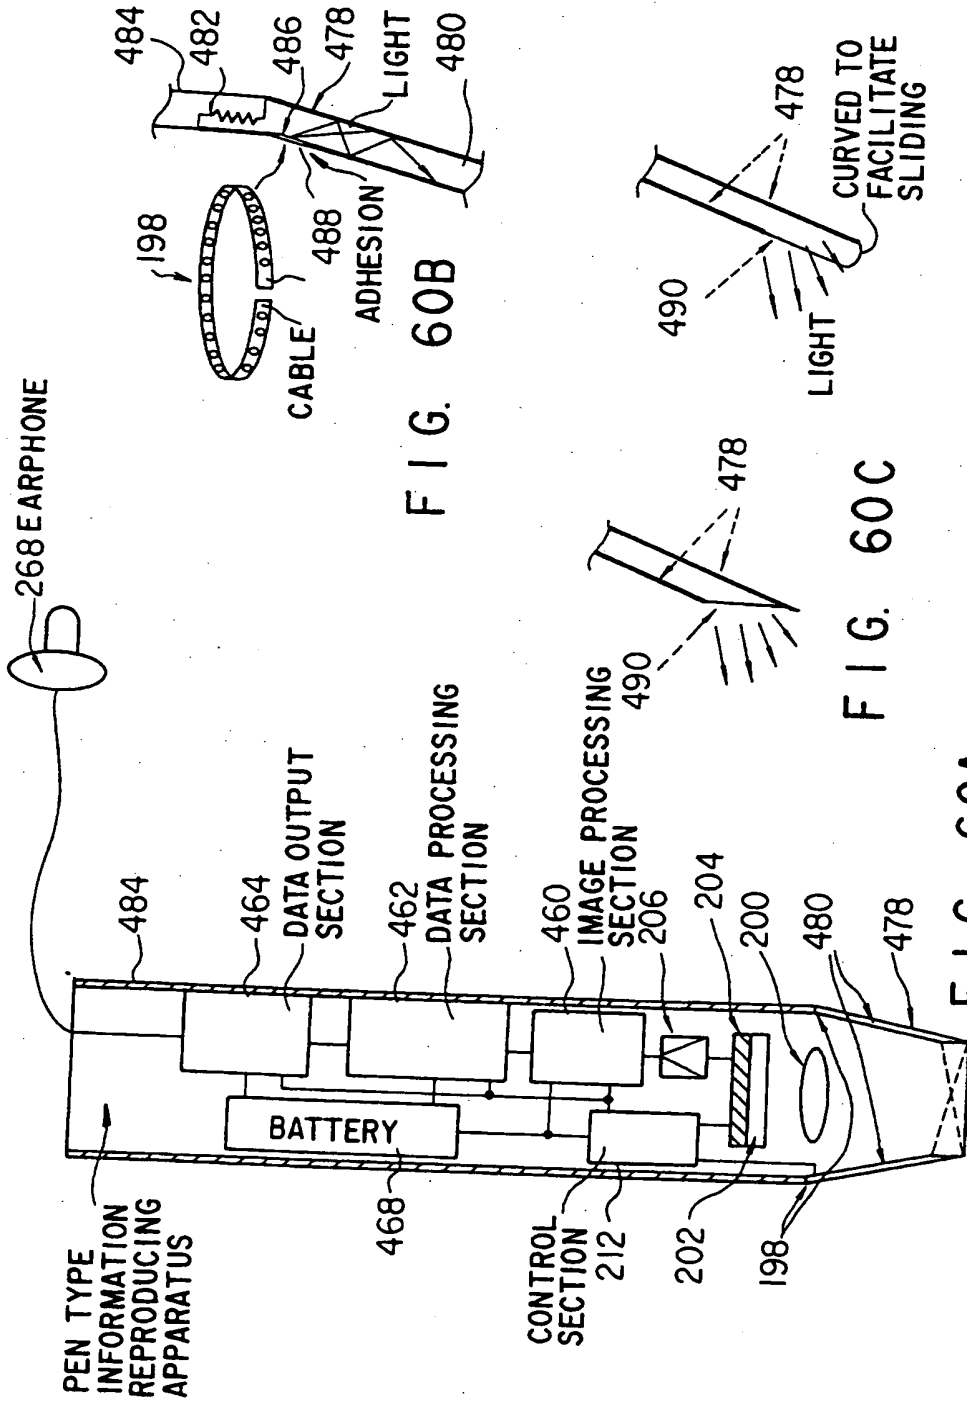 PEN TYPE
INFORMATION
REPRODUCING
APPARATUS
268 EARPHONE
484
464
DATA OUTPUT
SECTION
462
DATA PROCESSING
SECTION
460
IMAGE PROCESSING
SECTION
206
204
200
480
478
BATTERY
468
CONTROL
SECTION
212
202
198
484
482
486
478
LIGHT
480
198
CABLE
488
ADHESION
FIG. 60B
490
478
490
478
LIGHT
CURVED TO
FACILITATE
SLIDING
FIG. 60C